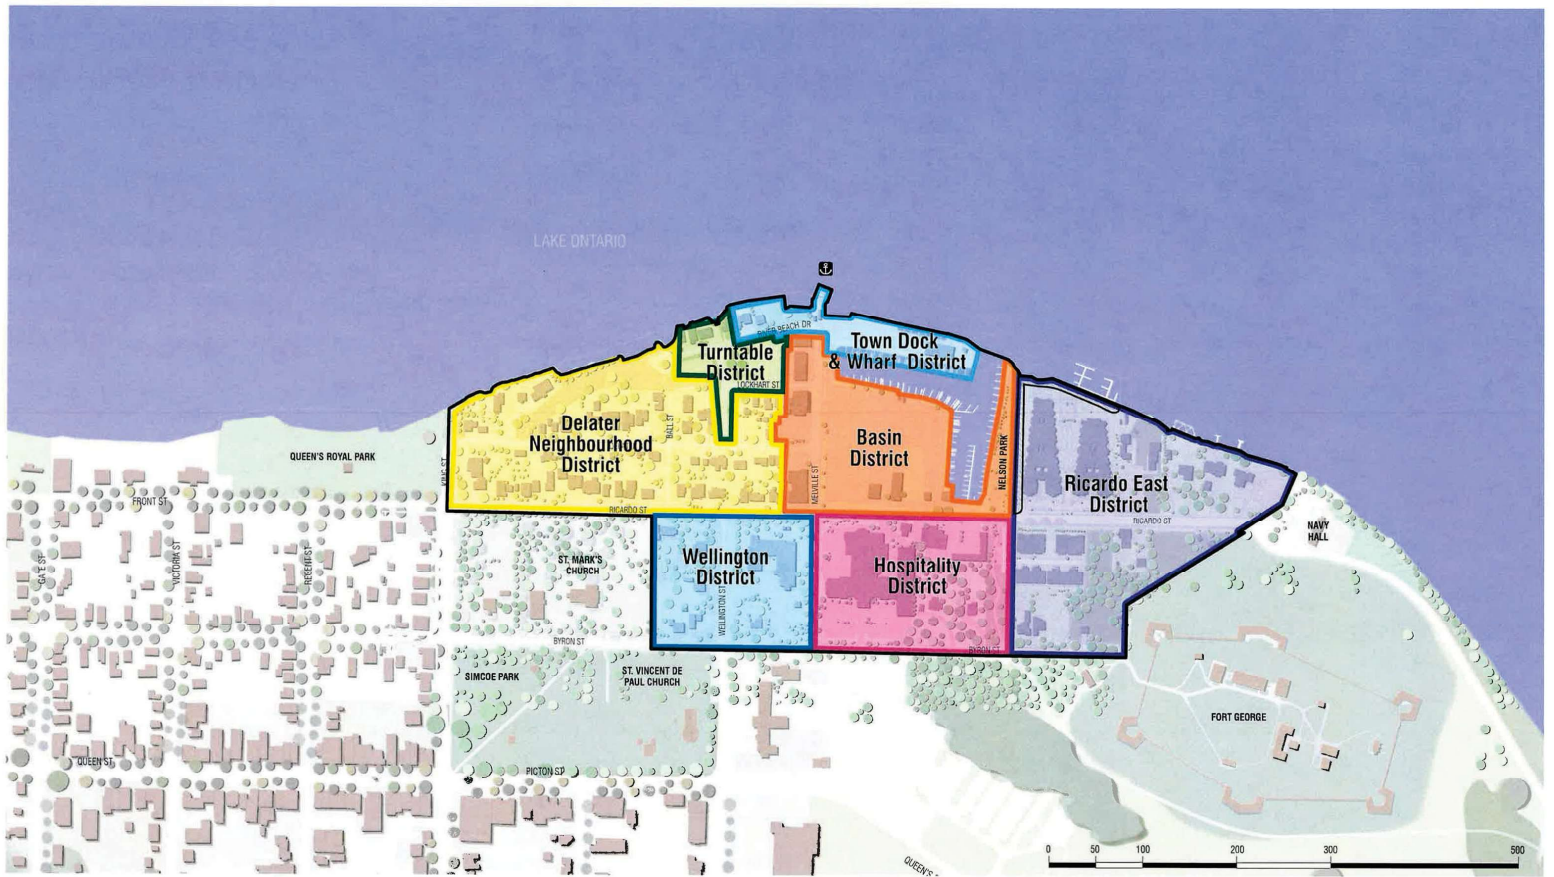 LAKE ONTARIO
RIVER BEACH DR
Town Dock
& Wharf District
Turntable
District
LOCKHART ST
Delater
Neighbourhood
District
BALL ST
KING ST
Basin
District
MELVILLE ST
NELSON PARK
QUEEN'S ROYAL PARK
FRONT ST
RICARDO ST
Ricardo East
District
RICARDO ST
NAVY
HALL
GATE ST
VICTORIA ST
REGENT ST
ST. MARK'S
CHURCH
Wellington
District
WELLINGTON ST
Hospitality
District
BYRON ST
BYRON ST
SIMCOE PARK
ST. VINCENT DE
PAUL CHURCH
FORT GEORGE
QUEEN ST
PICTON ST
0 50 100 200 300 500
QUEEN'S